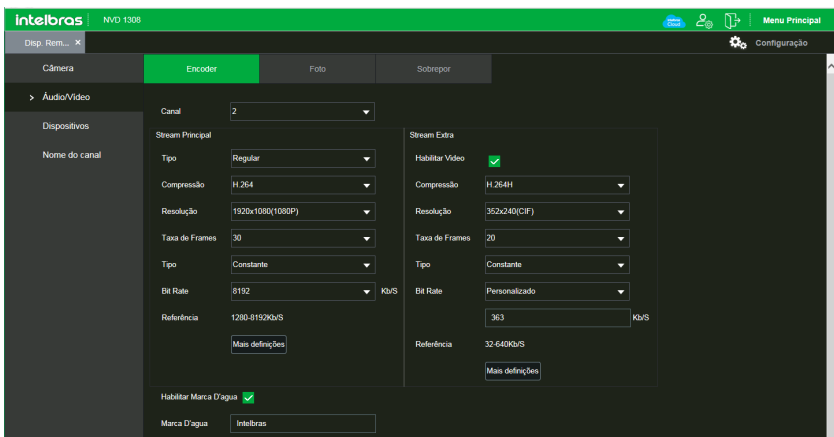 intelbras NVD 1308 intelbras Cloud Menu Principal
Disp. Rem... × Configuração
Câmera
> Áudio/Vídeo
Dispositivos
Nome do canal
Encoder Foto Sobrepor
Canal 2
Stream Principal
Tipo Regular
Compressão H.264
Resolução 1920x1080(1080P)
Taxa de Frames 30
Tipo Constante
Bit Rate 8192 Kb/S
Referência 1280-8192Kb/S
Mais definições
Stream Extra
Habilitar Video
Compressão H.264H
Resolução 352x240(CIF)
Taxa de Frames 20
Tipo Constante
Bit Rate Personalizado
363 Kb/S
Referência 32-640Kb/S
Mais definições
Habilitar Marca D'agua
Marca D'agua Intelbras